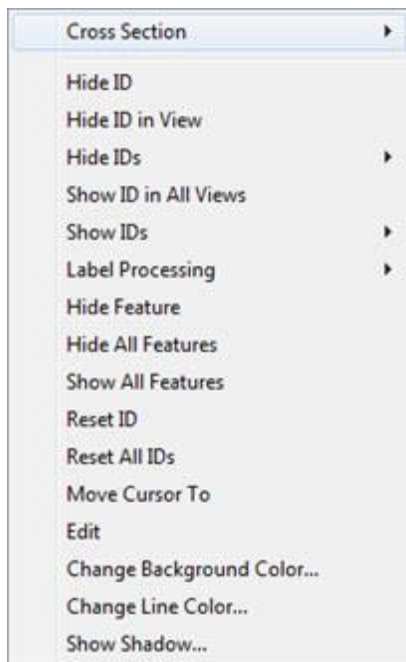 Cross Section
Hide ID
Hide ID in View
Hide IDs
Show ID in All Views
Show IDs
Label Processing
Hide Feature
Hide All Features
Show All Features
Reset ID
Reset All IDs
Move Cursor To
Edit
Change Background Color...
Change Line Color...
Show Shadow...